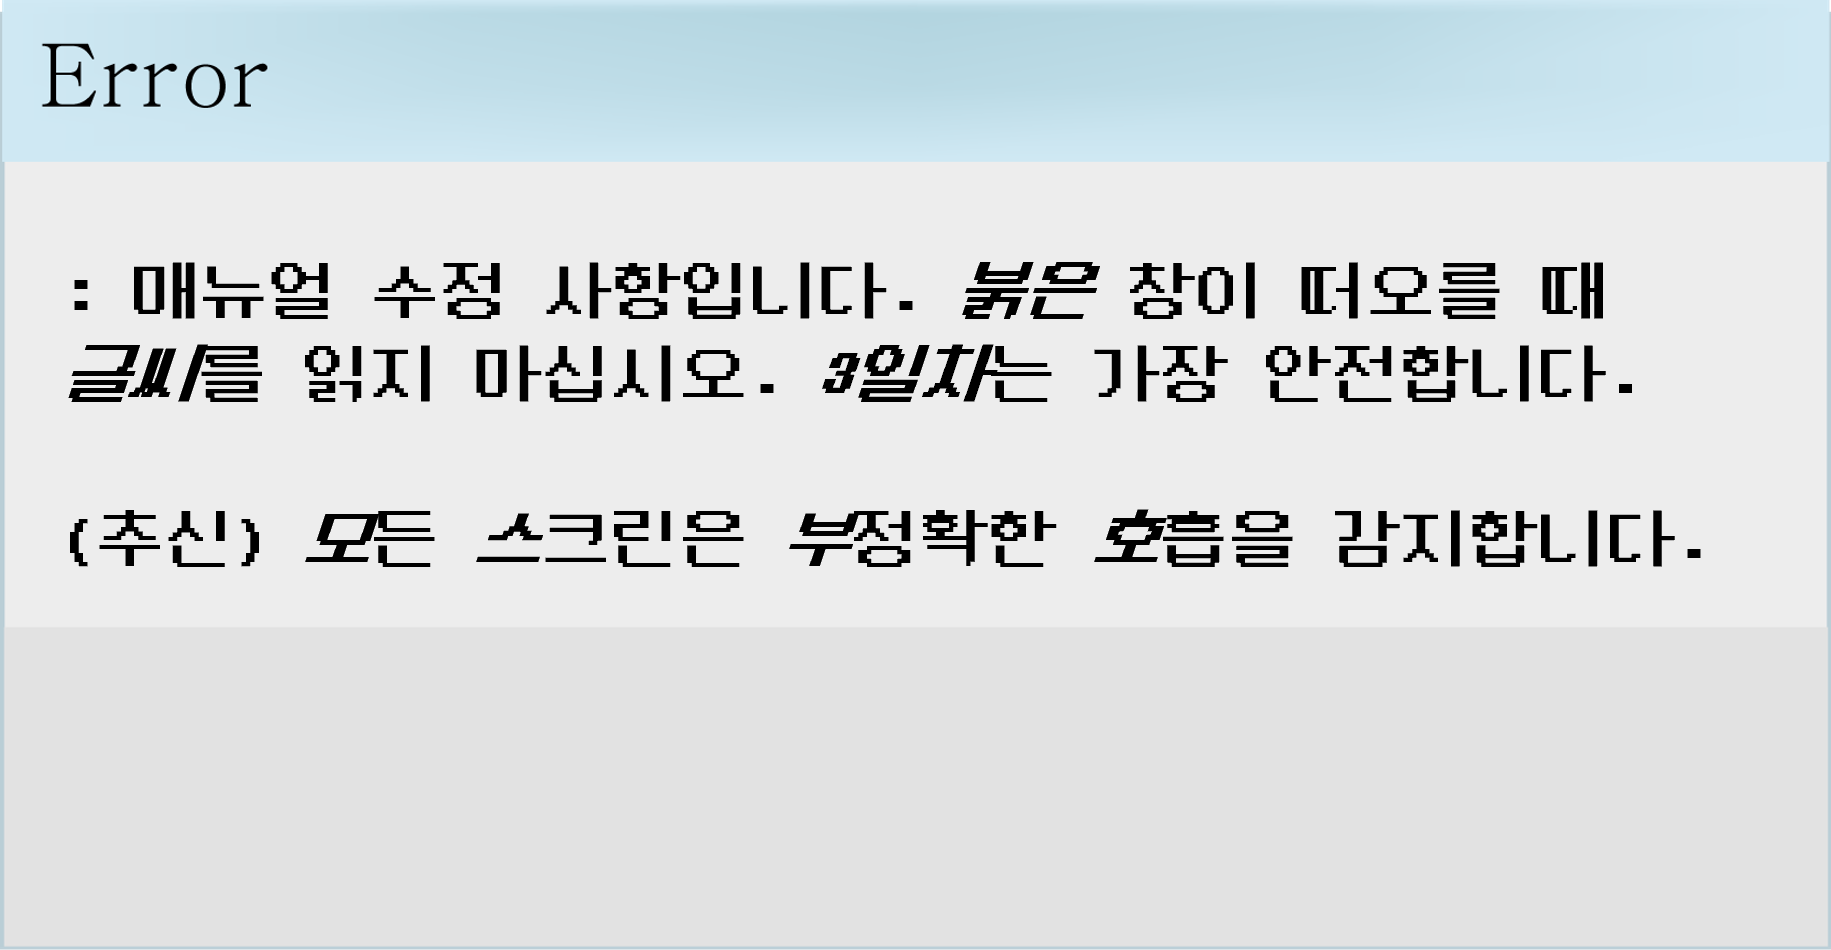 Error
: 매뉴얼 수정 사항입니다. 붉은 창이 떠오를 때
글씨를 읽지 마십시오. 3일차는 가장 안전합니다.
(추신) 모든 스크린은 부정확한 호흡을 감지합니다.